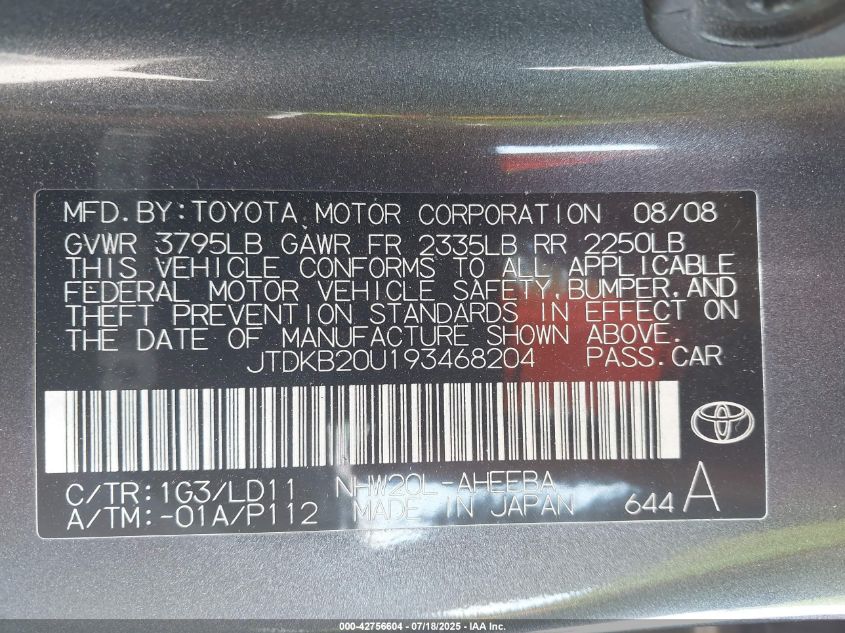 MFD.BY:TOYOTA MOTOR CORPORATION 08/08
GVWR 3795LB GAWR FR 2335LB RR 2250LB
THIS VEHICLE CONFORMS TO ALL APPLICABLE
FEDERAL MOTOR VEHICLE SAFETY,BUMPER,AND
THEFT PREVENTION STANDARDS IN EFFECT ON
THE DATE OF MANUFACTURE SHOWN ABOVE.
JTDKB20U193468204 PASS.CAR
C/TR:1G3/LD11 NHW20L-AHEEBA
A/TM:-01A/P112 MADE IN JAPAN 644 A
000-42756604 - 07/18/2025 - IAA Inc.